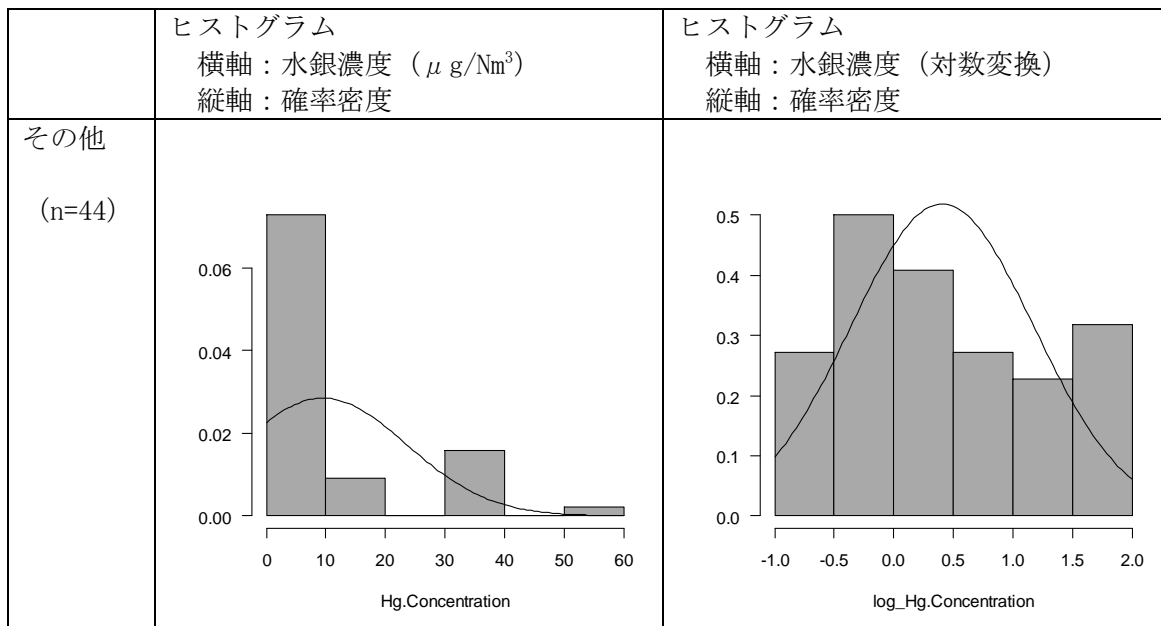 ヒストグラム
横軸：水銀濃度（μg/Nm³）
縦軸：確率密度
ヒストグラム
横軸：水銀濃度（対数変換）
縦軸：確率密度
その他
（n=44）
0.06
0.04
0.02
0.00
0 10 20 30 40 50 60
Hg.Concentration
0.5
0.4
0.3
0.2
0.1
0.0
-1.0 -0.5 0.0 0.5 1.0 1.5 2.0
log_Hg.Concentration